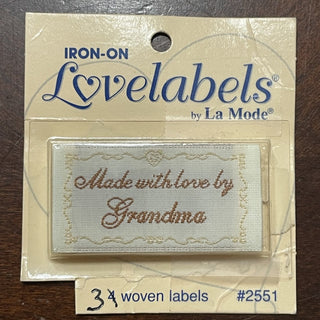 IRON-ON
Lovelabels®
by La Mode®
Made with love by
Grandma
3 woven labels #2551